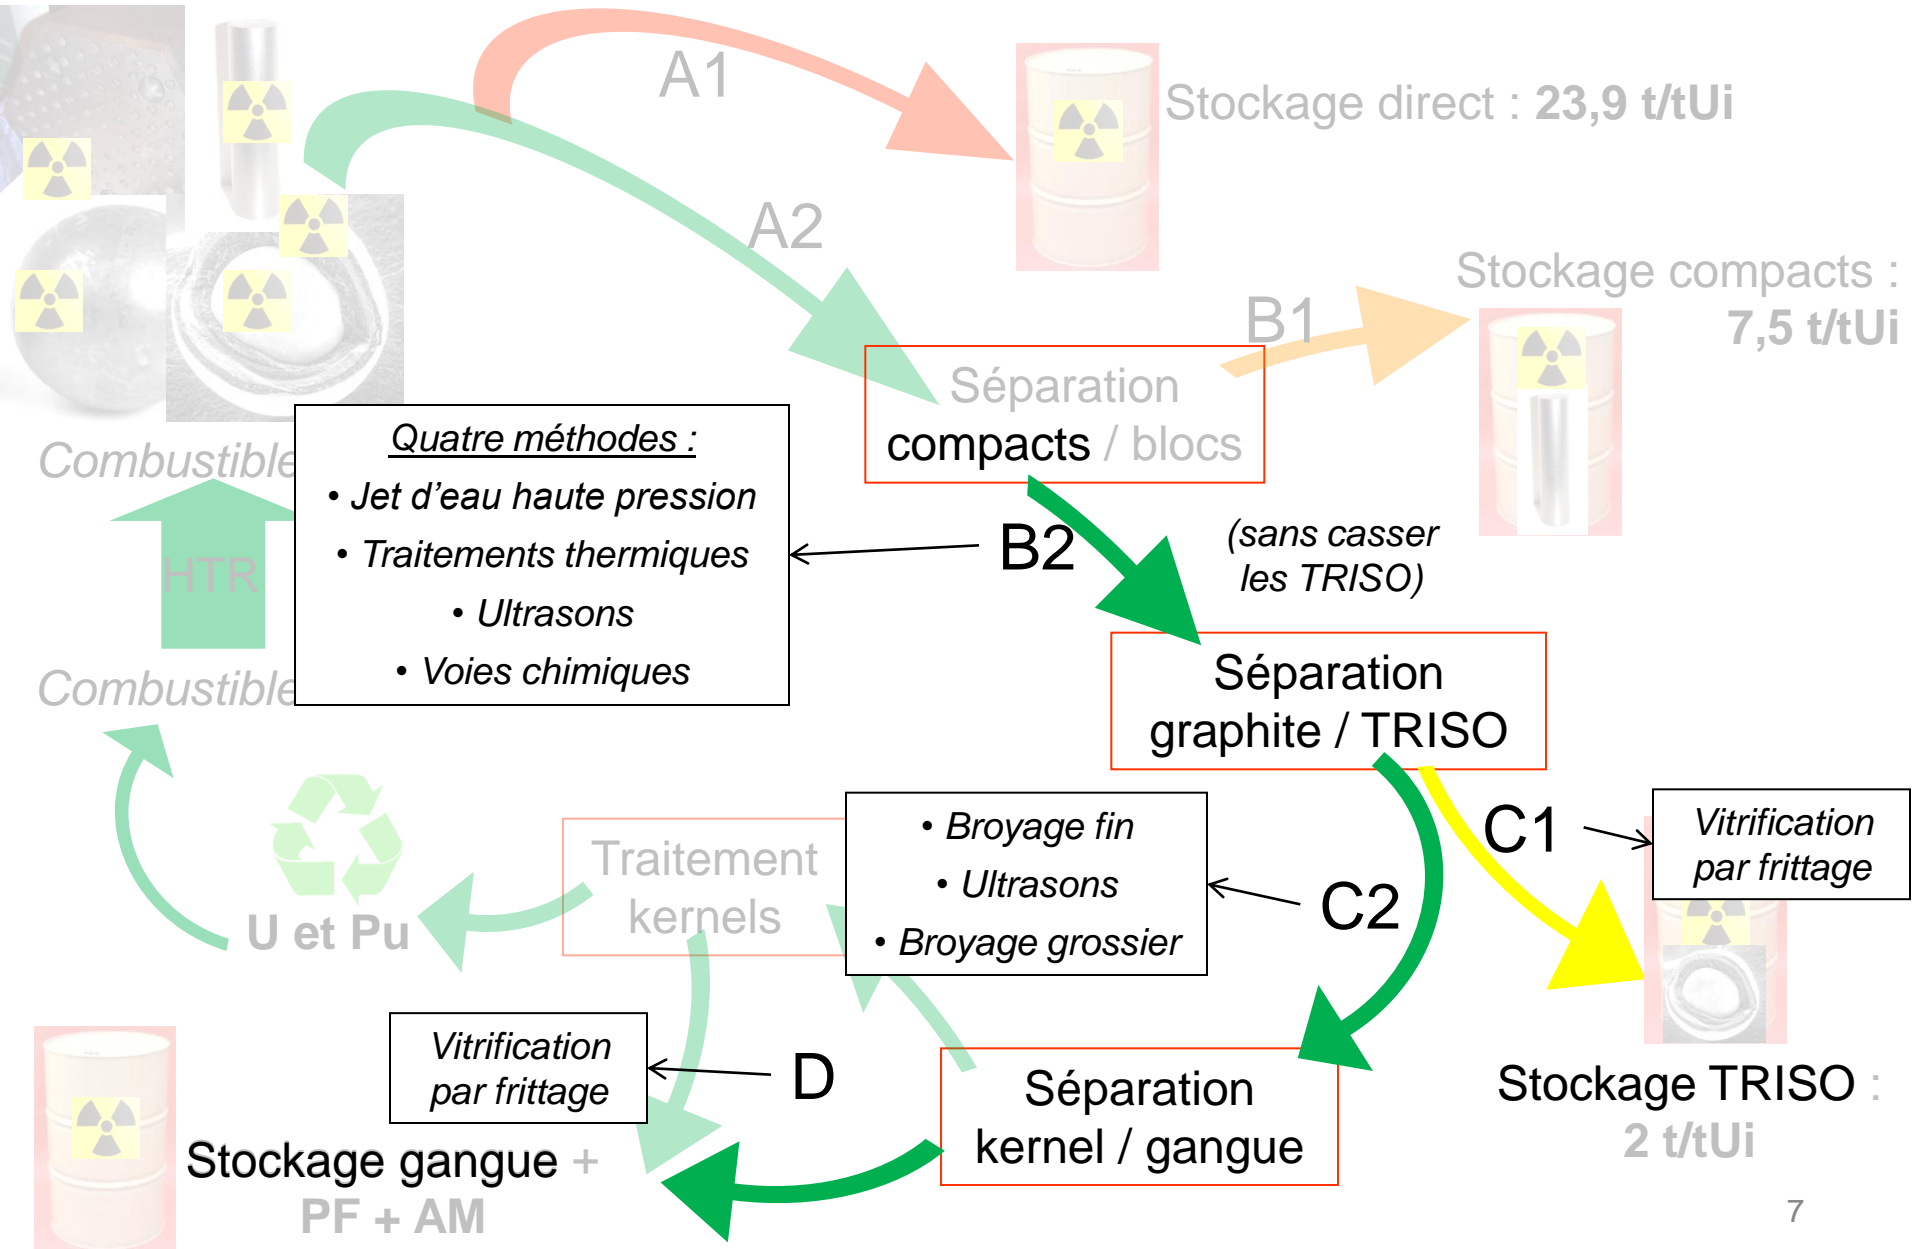 A1
Stockage direct : 23,9 t/tUi
A2
Stockage compacts :
7,5 t/tUi
B1
Séparation
compacts / blocs
Combustible
Quatre méthodes :
• Jet d’eau haute pression
• Traitements thermiques
• Ultrasons
• Voies chimiques
B2
(sans casser
les TRISO)
HTR
Combustible
Séparation
graphite / TRISO
C1
Vitrification
par frittage
Traitement
kernels
• Broyage fin
• Ultrasons
• Broyage grossier
C2
U et Pu
Vitrification
par frittage
D
Séparation
kernel / gangue
Stockage TRISO :
2 t/tUi
Stockage gangue +
PF + AM
7